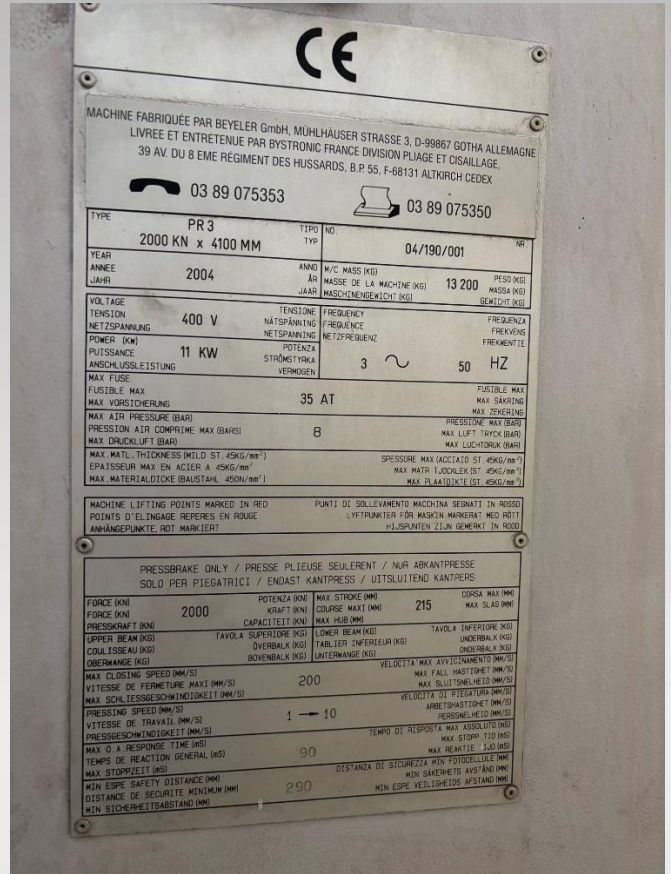 CE
MACHINE FABRIQUÉE PAR BEYELER GmbH, MÜHLHÄUSER STRASSE 3, D-99867 GOTHA ALLEMAGNE
LIVREE ET ENTRETENUE PAR BYSTRONIC FRANCE DIVISION PLIAGE ET CISAILLAGE,
39 AV. DU 8 EME RÉGIMENT DES HUSSARDS, B.P. 55, F-68131 ALTKIRCH CEDEX
03 89 075353 03 89 075350
TYPE PR3 TIPO NO. NR.
2000 KN x 4100 MM TYP 04/190/001
YEAR ANNO M/C MASS (KG) PESO (KG)
ANNEE 2004 ÅR MASSE DE LA MACHINE (KG) 13 200 MASSA (KG)
JAHR JAAR MASCHINENGEWICHT (KG) GEWICHT (KG)
VOLTAGE TENSIONE FREQUENCY FREQUENZA
TENSION 400 V NÄTSPÄNNING FREQUENCE FREKVENS
NETZSPANNUNG NETSPANNING NETZFREQUENZ FREKWENTIE
POWER (KW) POTENZA
PUISSANCE 11 KW STRÖMSTYRKA 3 ~ 50 HZ
ANSCHLUSSLEISTUNG VERMOGEN
MAX FUSE FUSIBLE MAX
FUSIBLE MAX 35 AT MAX SÄKRING
MAX VORSICHERUNG MAX ZEKERING
MAX AIR PRESSURE (BAR) PRESSIONE MAX (BAR)
PRESSION AIR COMPRIME MAX (BARS) 8 MAX LUFT TRYCK (BAR)
MAX DRUCKLUFT (BAR) MAX LUCHTDRUK (BAR)
MAX.MATL.THICKNESS (MILD ST.45KG/mm²) SPESSORE MAX (ACCIAIO ST.45KG/mm²)
EPAISSEUR MAX EN ACIER A 45KG/mm² MAX MATR TJOCKLEK (ST.45KG/mm²)
MAX.MATERIALDICKE (BAUSTAHL 450N/mm²) MAX PLAATDIKTE (ST.45KG/mm²)
MACHINE LIFTING POINTS MARKED IN RED PUNTI DI SOLLEVAMENTO MACCHINA SEGNATI IN ROSSO
POINTS D'ELINGAGE REPERES EN ROUGE LYFTPUNKTER FÖR MASKIN.MARKERAT MED RÖTT
ANHÄNGEPUNKTE, ROT MARKIERT HIJSPUNTEN ZIJN GEMERKT IN ROOD
PRESSBRAKE ONLY / PRESSE PLIEUSE SEULERENT / NUR ABKANTPRESSE
SOLO PER PIEGATRICI / ENDAST KANTPRESS / UITSLUITEND KANTPERS
FORCE (KN) POTENZA (KN) MAX STROKE (MM) CORSA MAX (MM)
FORCE (KN) 2000 KRAFT (KN) COURSE MAXI (MM) 215 MAX SLAG (MM)
PRESSKRAFT (KN) CAPACITEIT (KN) MAX HUB (MM)
UPPER BEAM (KG) TAVOLA SUPERIORE (KG) LOWER BEAM (KG) TAVOLA INFERIORE (KG)
COULISSEAU (KG) ÖVERBALK (KG) TABLIER INFERIEUR (KG) UNDERBALK (KG)
OBERWANGE (KG) BOVENBALK (KG) UNTERWANGE (KG) ONDERBALK (KG)
MAX CLOSING SPEED (MM/S) VELOCITA'MAX AVVICINAMENTO (MM/S)
VITESSE DE FERMETURE ,MAXI (MM/S) 200 MAX FALL HASTIGHET (MM/S)
MAX SCHLIESSGESCHWINDIGKEIT (MM/S) MAX SLUITSNELHEID (MM/S)
PRESSING SPEED (MM/S) VELOCITA DI PIEGATURA (MM/S)
VITESSE DE TRAVAIL (MM/S) 1 → 10 ARBETSHASTIGHET (MM/S)
PRESSGESCHWINDIGKEIT (MM/S) PERSSNELHEID (MM/S)
MAX O.A.RESPONSE TIME (mS) TEMPO DI RISPOSTA MAX ASSOLUTO (mS)
TEMPS DE REACTION GENERAL (mS) 90 MAX STOPP TID (mS)
MAX STOPPZEIT (mS) MAX REAKTIE TIJD (mS)
MIN ESPE SAFETY DISTANCE (MM) DISTANZA DI SICUREZZA MIN FOTOCELLULE (MM)
DISTANCE DE SECURITE MINIMUM (MM) 290 MIN SÄKERHETS AVSTÅND (MM)
MIN SICHERHEITSABSTAND (MM) MIN ESPE VEILIGHEIDS AFSTAND (MM)